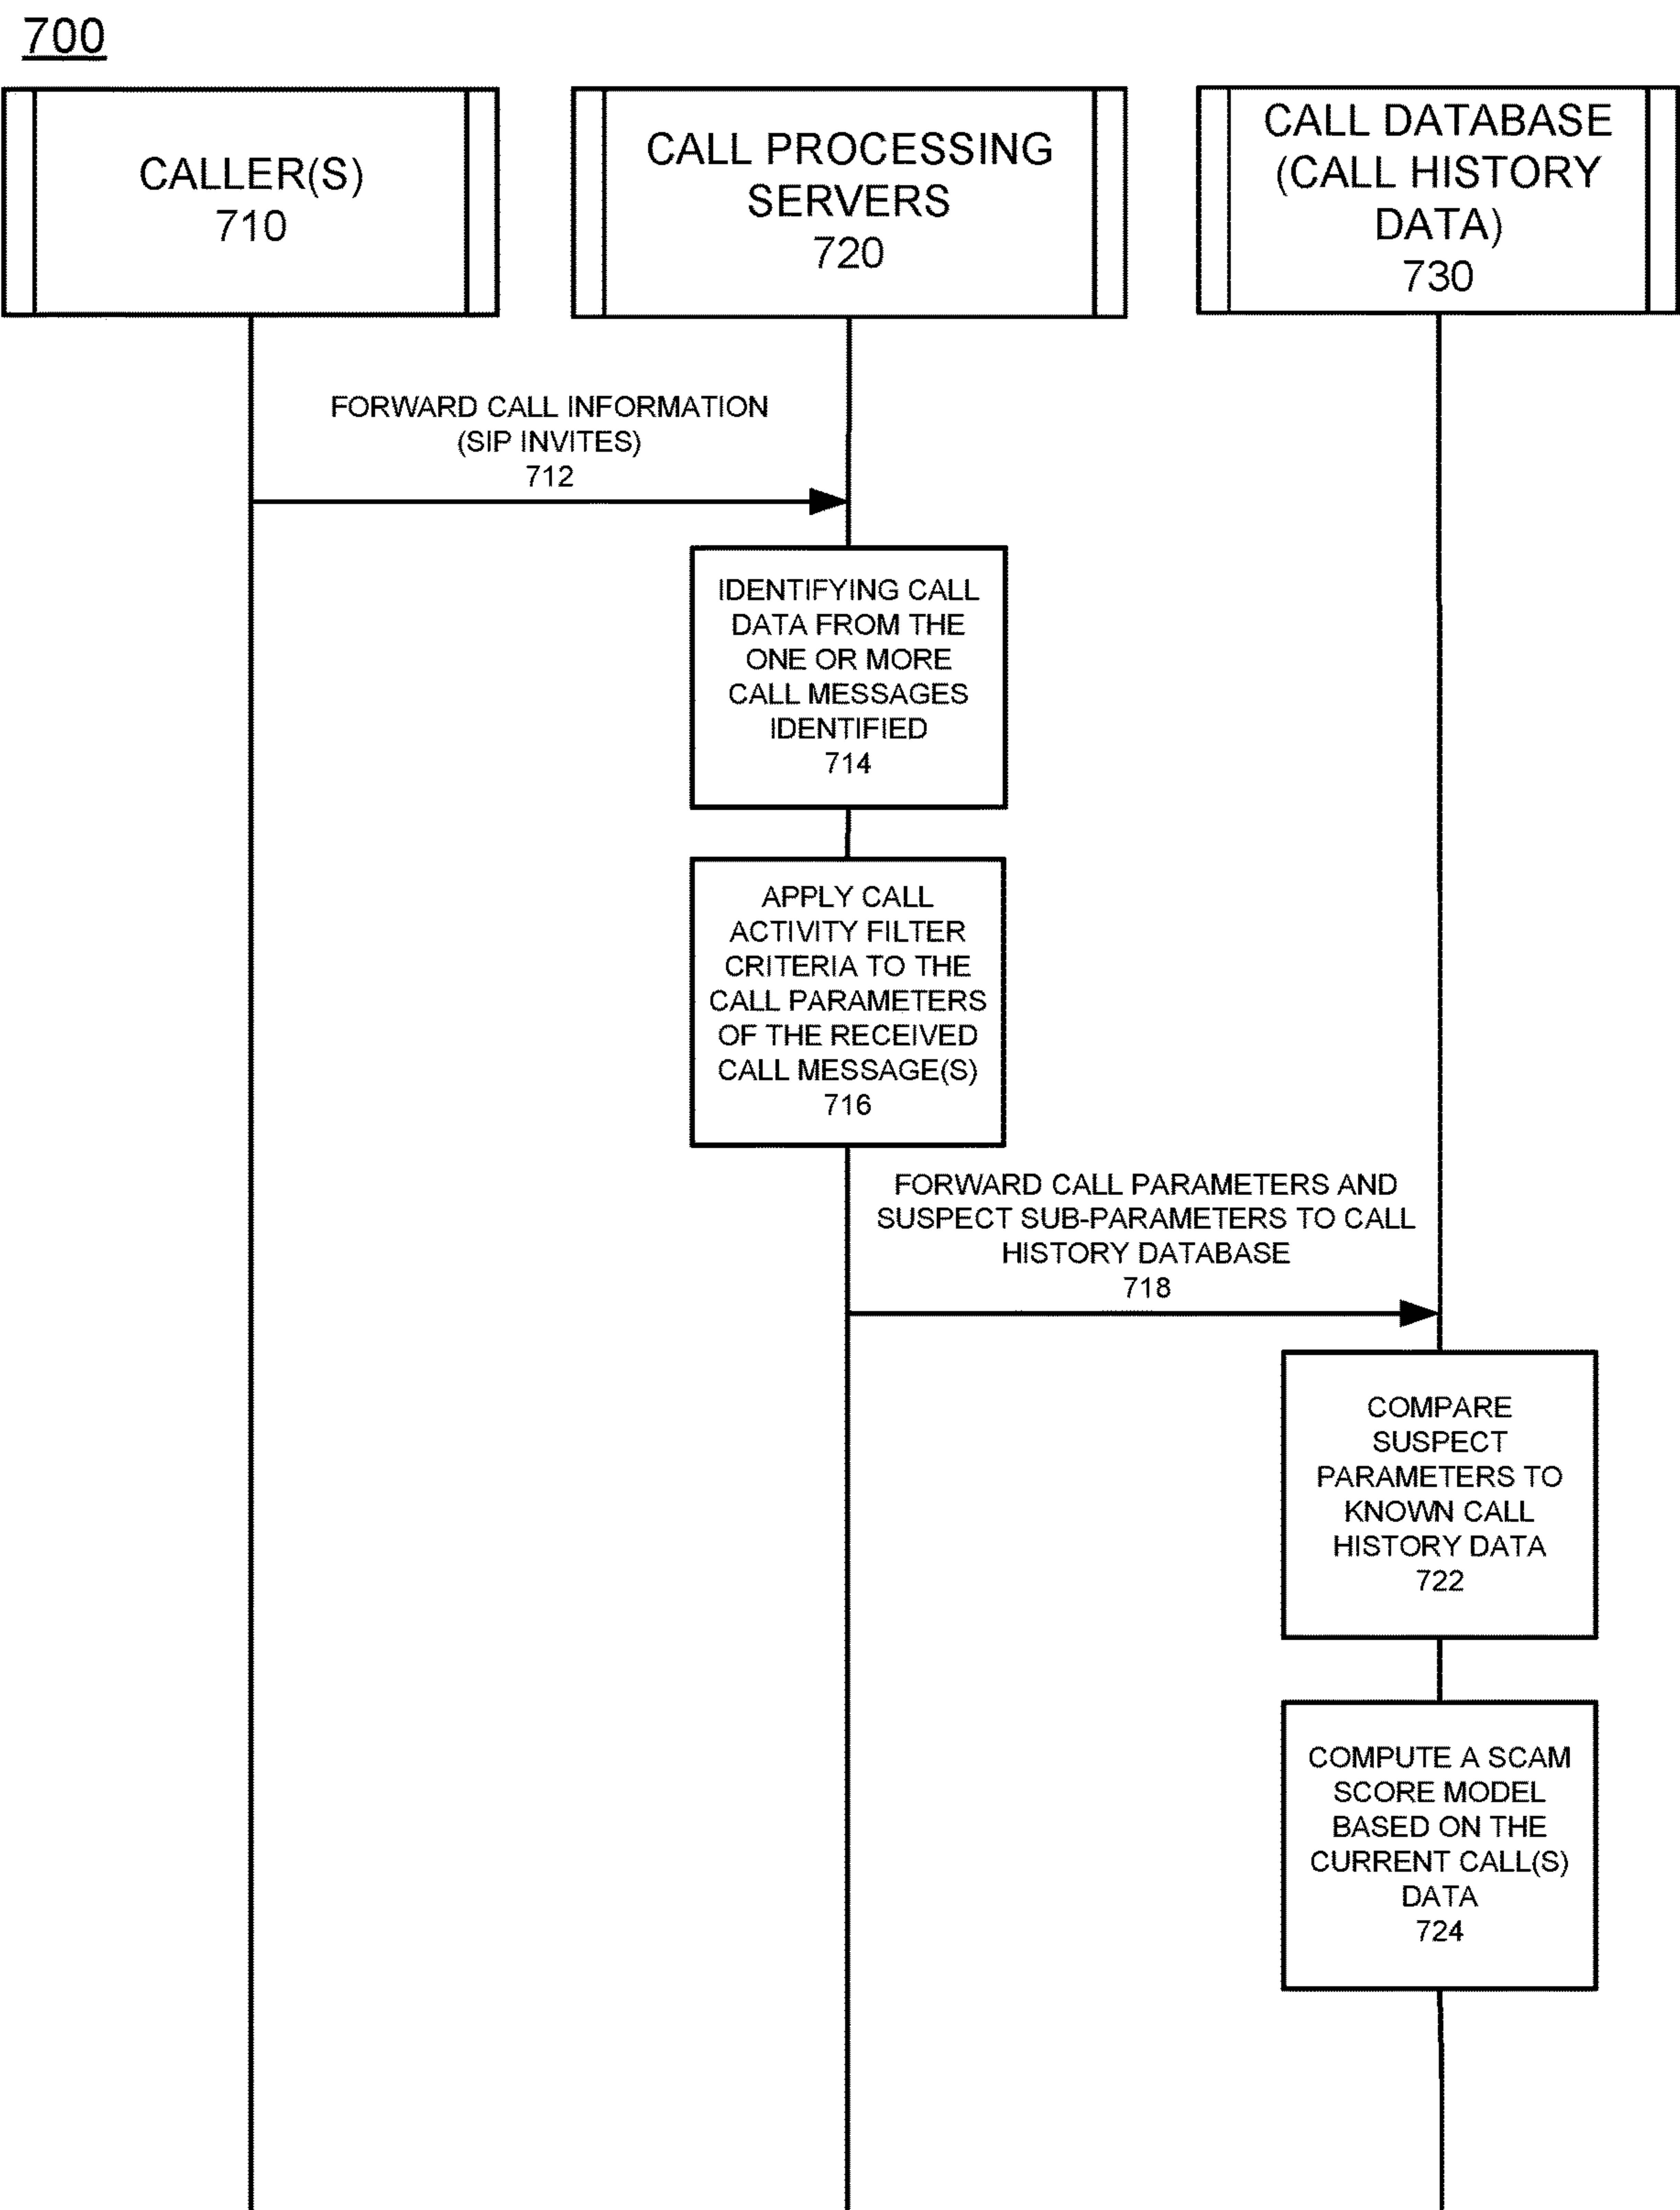 700
CALLER(S)
710
CALL PROCESSING
SERVERS
720
CALL DATABASE
(CALL HISTORY
DATA)
730
FORWARD CALL INFORMATION
(SIP INVITES)
712
IDENTIFYING CALL
DATA FROM THE
ONE OR MORE
CALL MESSAGES
IDENTIFIED
714
APPLY CALL
ACTIVITY FILTER
CRITERIA TO THE
CALL PARAMETERS
OF THE RECEIVED
CALL MESSAGE(S)
716
FORWARD CALL PARAMETERS AND
SUSPECT SUB-PARAMETERS TO CALL
HISTORY DATABASE
718
COMPARE
SUSPECT
PARAMETERS TO
KNOWN CALL
HISTORY DATA
722
COMPUTE A SCAM
SCORE MODEL
BASED ON THE
CURRENT CALL(S)
DATA
724